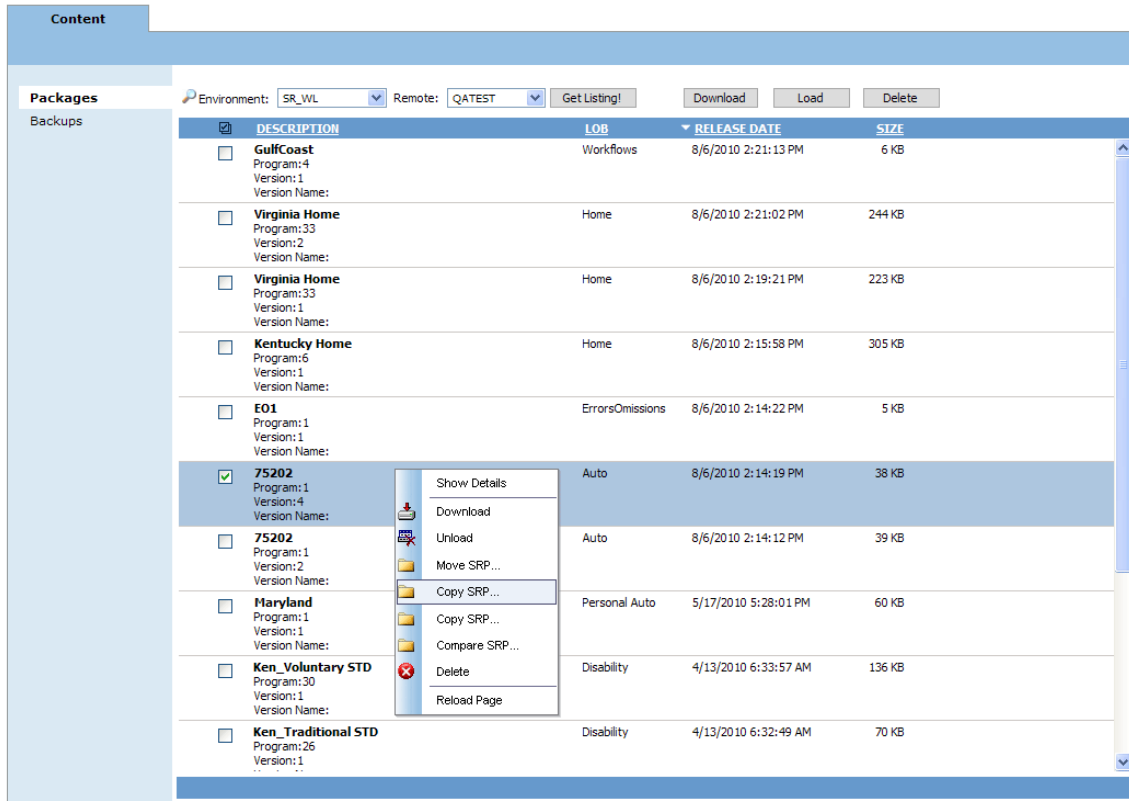 Content
Packages
Backups
Environment: SR_WL Remote: QATEST Get Listing! Download Load Delete
DESCRIPTION LOB RELEASE DATE SIZE
GulfCoast Workflows 8/6/2010 2:21:13 PM 6 KB
Program:4
Version:1
Version Name:
Virginia Home Home 8/6/2010 2:21:02 PM 244 KB
Program:33
Version:2
Version Name:
Virginia Home Home 8/6/2010 2:19:21 PM 223 KB
Program:33
Version:1
Version Name:
Kentucky Home Home 8/6/2010 2:15:58 PM 305 KB
Program:6
Version:1
Version Name:
EO1 ErrorsOmissions 8/6/2010 2:14:22 PM 5 KB
Program:1
Version:1
Version Name:
75202 Auto 8/6/2010 2:14:19 PM 38 KB
Program:1
Version:4
Version Name:
75202 Auto 8/6/2010 2:14:12 PM 39 KB
Program:1
Version:2
Version Name:
Maryland Personal Auto 5/17/2010 5:28:01 PM 60 KB
Program:1
Version:1
Version Name:
Ken_Voluntary STD Disability 4/13/2010 6:33:57 AM 136 KB
Program:30
Version:1
Version Name:
Ken_Traditional STD Disability 4/13/2010 6:32:49 AM 70 KB
Program:26
Version:1
Show Details
Download
Unload
Move SRP...
Copy SRP...
Copy SRP...
Compare SRP...
Delete
Reload Page